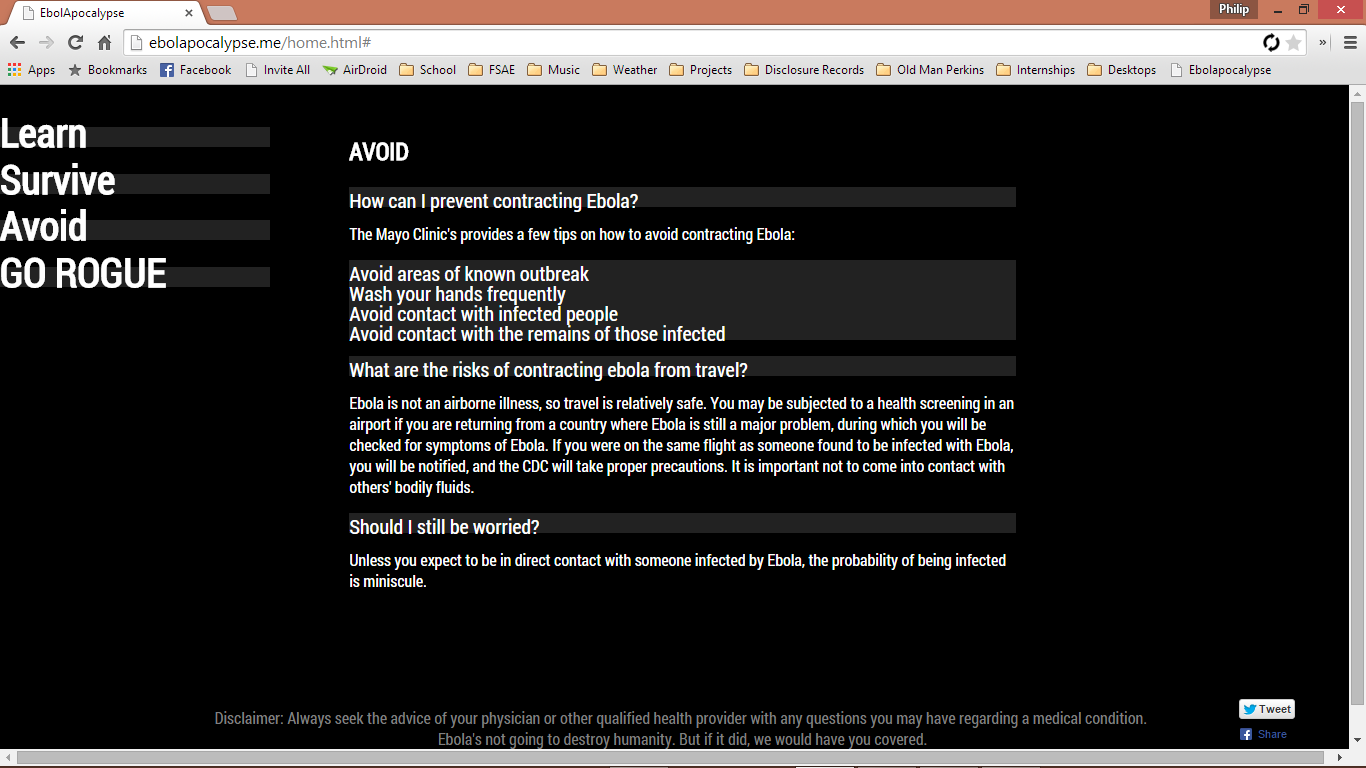 EbolApocalypse
Philip
ebolapocalypse.me/home.html#
Apps Bookmarks Facebook Invite All AirDroid School FSAE Music Weather Projects Disclosure Records Old Man Perkins Internships Desktops Ebolapocalypse
Learn
Survive
Avoid
GO ROGUE
AVOID
How can I prevent contracting Ebola?
The Mayo Clinic's provides a few tips on how to avoid contracting Ebola:
Avoid areas of known outbreak
Wash your hands frequently
Avoid contact with infected people
Avoid contact with the remains of those infected
What are the risks of contracting ebola from travel?
Ebola is not an airborne illness, so travel is relatively safe. You may be subjected to a health screening in an
airport if you are returning from a country where Ebola is still a major problem, during which you will be
checked for symptoms of Ebola. If you were on the same flight as someone found to be infected with Ebola,
you will be notified, and the CDC will take proper precautions. It is important not to come into contact with
others' bodily fluids.
Should I still be worried?
Unless you expect to be in direct contact with someone infected by Ebola, the probability of being infected
is miniscule.
Disclaimer: Always seek the advice of your physician or other qualified health provider with any questions you may have regarding a medical condition.
Ebola's not going to destroy humanity. But if it did, we would have you covered.
Tweet
Share